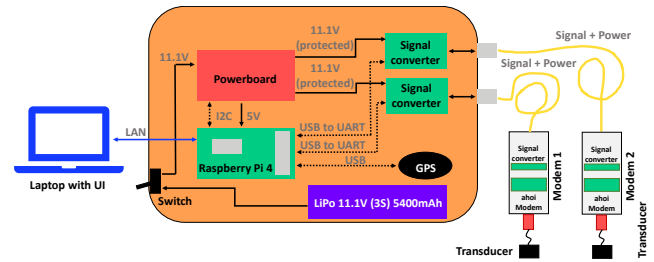 11.1V
(protected)
11.1V
Signal
converter
Signal + Power
Powerboard
11.1V
(protected)
Signal
converter
Signal + Power
I2C
5V
LAN
USB to UART
USB to UART
USB
Raspberry Pi 4
GPS
Laptop with UI
Switch
LiPo 11.1V (3S) 5400mAh
Signal
converter
ahoi
Modem
Modem 1
Signal
converter
ahoi
Modem
Modem 2
Transducer
Transducer